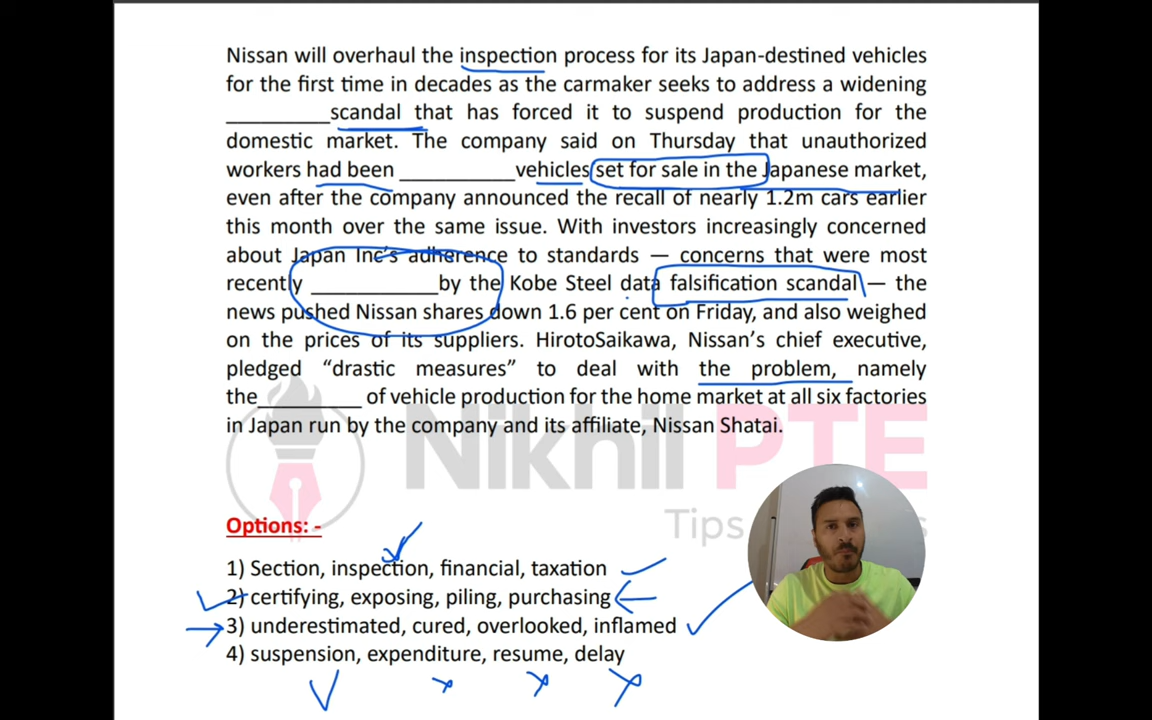 Nissan will overhaul the inspection process for its Japan-destined vehicles
for the first time in decades as the carmaker seeks to address a widening
_________scandal that has forced it to suspend production for the
domestic market. The company said on Thursday that unauthorized
workers had been __________vehicles set for sale in the Japanese market,
even after the company announced the recall of nearly 1.2m cars earlier
this month over the same issue. With investors increasingly concerned
about Japan Inc's adherence to standards — concerns that were most
recently ___________by the Kobe Steel data falsification scandal — the
news pushed Nissan shares down 1.6 per cent on Friday, and also weighed
on the prices of its suppliers. HirotoSaikawa, Nissan's chief executive,
pledged “drastic measures” to deal with the problem, namely
the_________ of vehicle production for the home market at all six factories
in Japan run by the company and its affiliate, Nissan Shatai.
Nikhil PTE
Tips
Options: -
1) Section, inspection, financial, taxation
2) certifying, exposing, piling, purchasing
3) underestimated, cured, overlooked, inflamed
4) suspension, expenditure, resume, delay